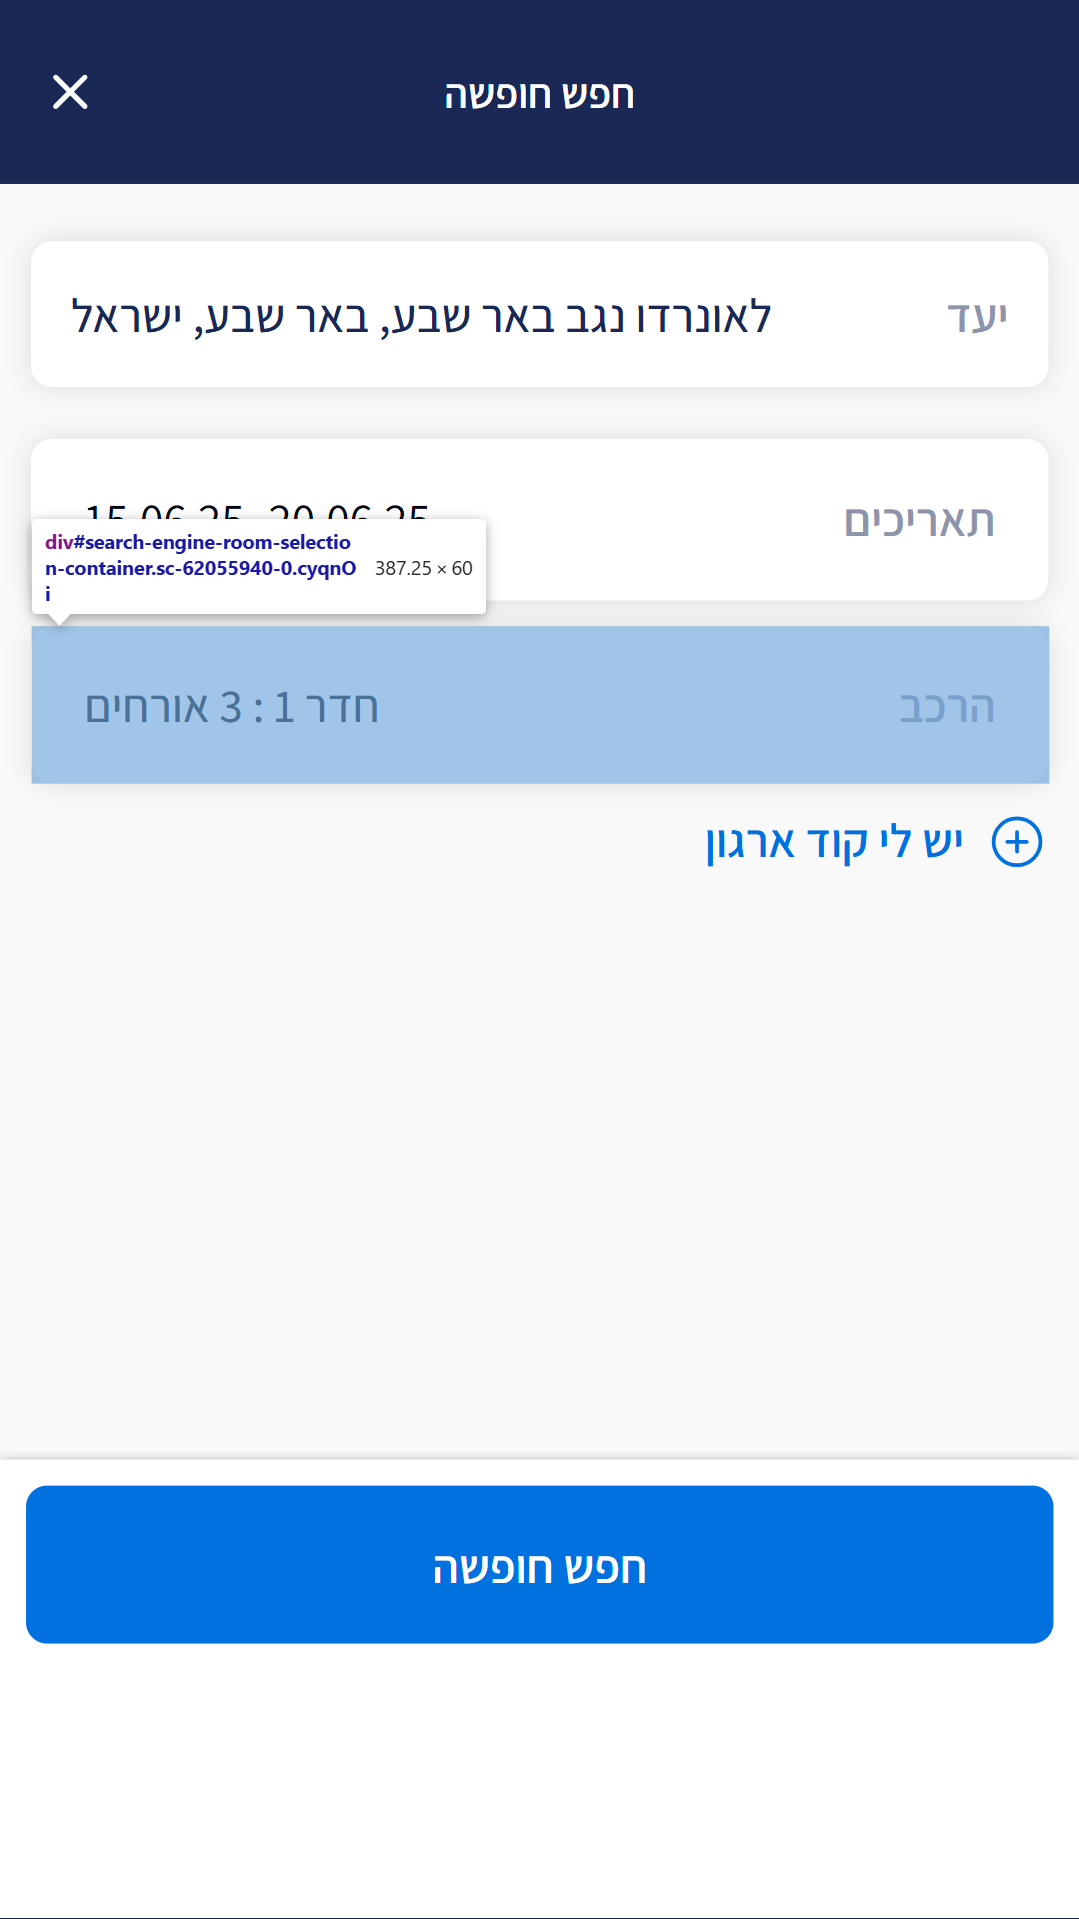 חפש חופשה
יעד לאונרדו נגב באר שבע, באר שבע, ישראל
תאריכים 15.06.25 -20.06.25
div#search-engine-room-selectio
n-container.sc-62055940-0.cyqnO 387.25 × 60
i
הרכב חדר 1 : 3 אורחים
יש לי קוד ארגון
חפש חופשה